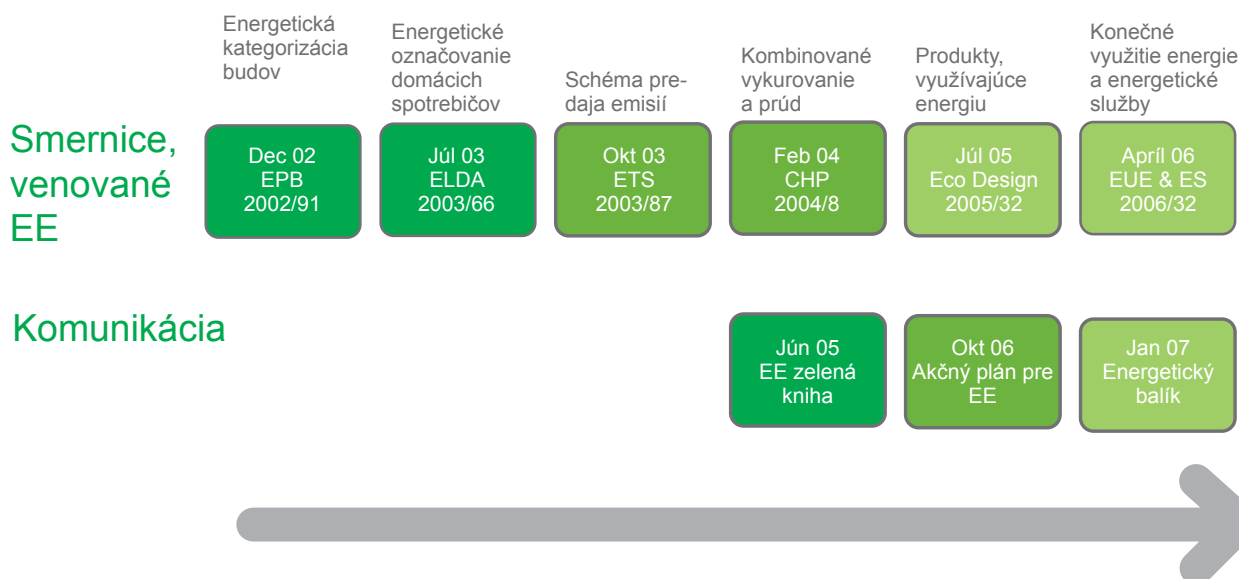 Energetická
kategorizácia
budov
Energetické
označovanie
domácich
spotrebičov
Schéma pre-
daja emisií
Kombinované
vykurovanie
a prúd
Produkty,
využívajúce
energiu
Konečné
využitie energie
a energetické
služby
Smernice,
venované
EE
Dec 02
EPB
2002/91
Júl 03
ELDA
2003/66
Okt 03
ETS
2003/87
Feb 04
CHP
2004/8
Júl 05
Eco Design
2005/32
Apríl 06
EUE & ES
2006/32
Komunikácia
Jún 05
EE zelená
kniha
Okt 06
Akčný plán pre
EE
Jan 07
Energetický
balík